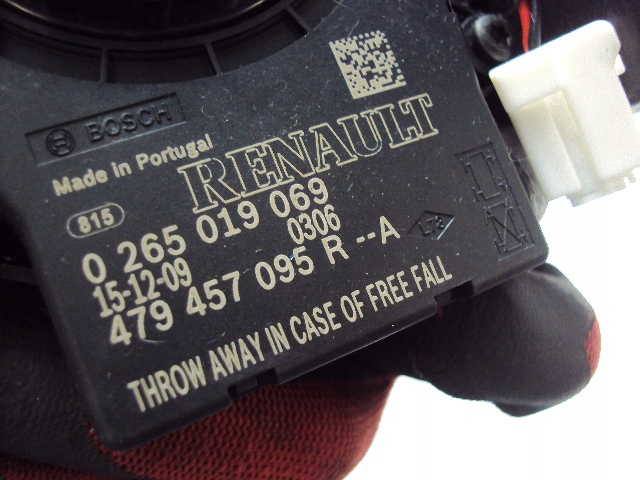 BOSCH
Made in Portugal
RENAULT
815
0 265 019 069
15-12-09 0306
479 457 095 R --A
THROW AWAY IN CASE OF FREE FALL